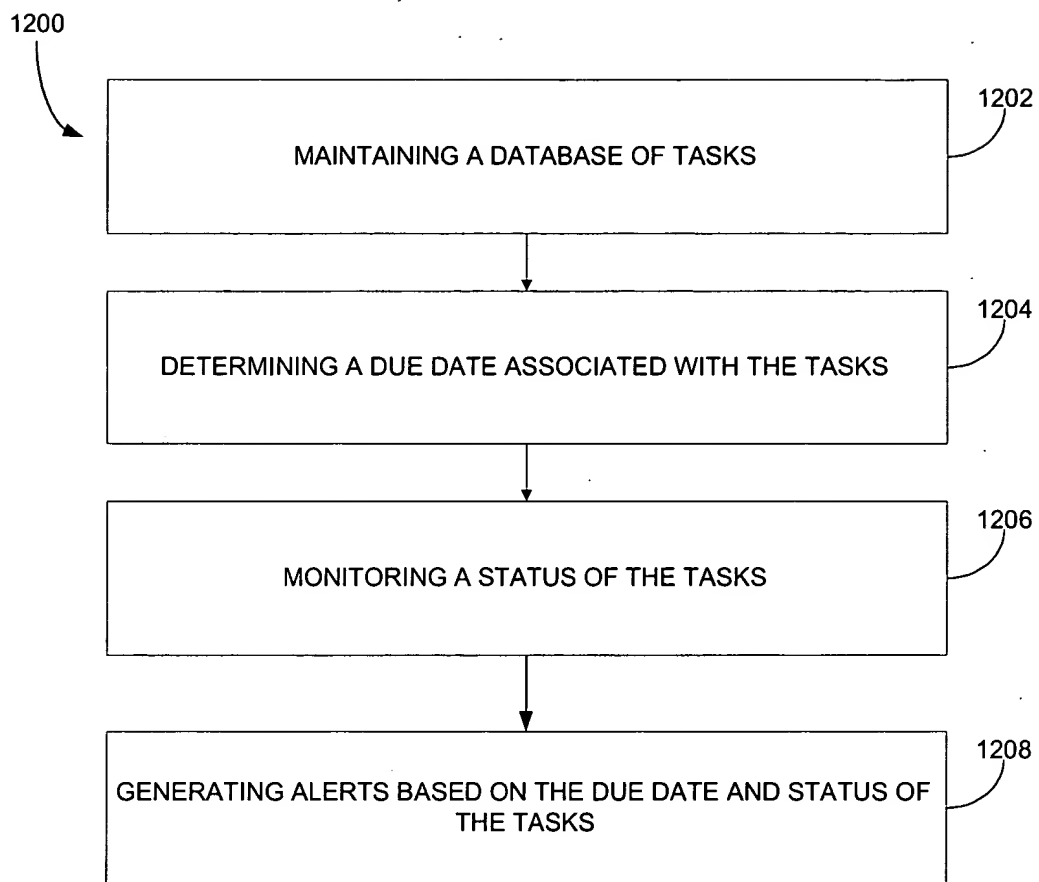 1200
1202
MAINTAINING A DATABASE OF TASKS
1204
DETERMINING A DUE DATE ASSOCIATED WITH THE TASKS
1206
MONITORING A STATUS OF THE TASKS
1208
GENERATING ALERTS BASED ON THE DUE DATE AND STATUS OF
THE TASKS